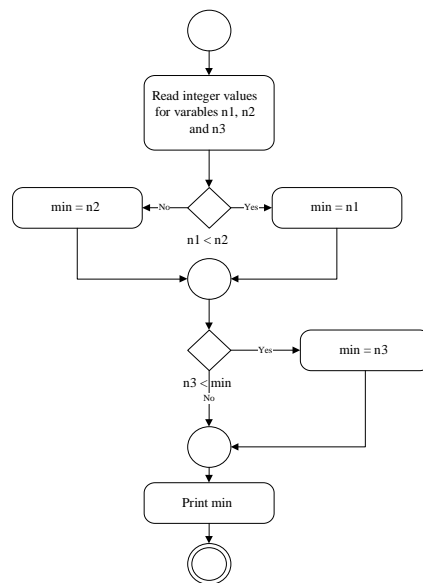 Read integer values
for varables n1, n2
and n3
min = n2
No
Yes
min = n1
n1 < n2
Yes
min = n3
n3 < min
No
Print min